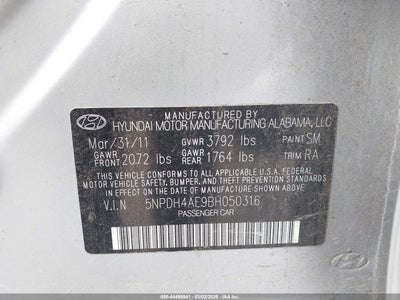 MANUFACTURED BY
HYUNDAI MOTOR MANUFACTURING ALABAMA, LLC
Mar/31/11 GVWR 3792 lbs PAINT SM
GAWR FRONT 2072 lbs GAWR REAR 1764 lbs TRIM RA
THIS VEHICLE CONFORMS TO ALL APPLICABLE FEDERAL MOTOR
VEHICLE SAFETY, BUMPER, AND THEFT PREVENTION STANDARDS
IN EFFECT ON THE DATE OF MANUFACTURE SHOWN ABOVE.
V.I.N 5NPDH4AE9BH050316
PASSENGER CAR